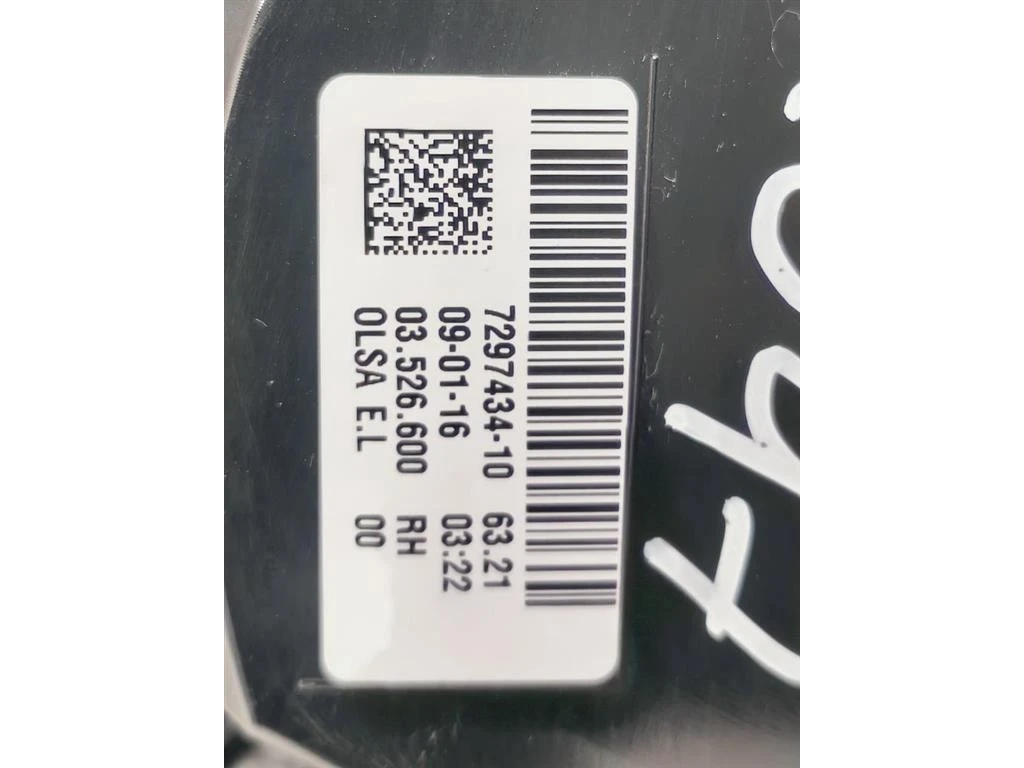 7297434-10 63.21
09-01-16 03:22
03.526.600 RH
OLSA E.L 00